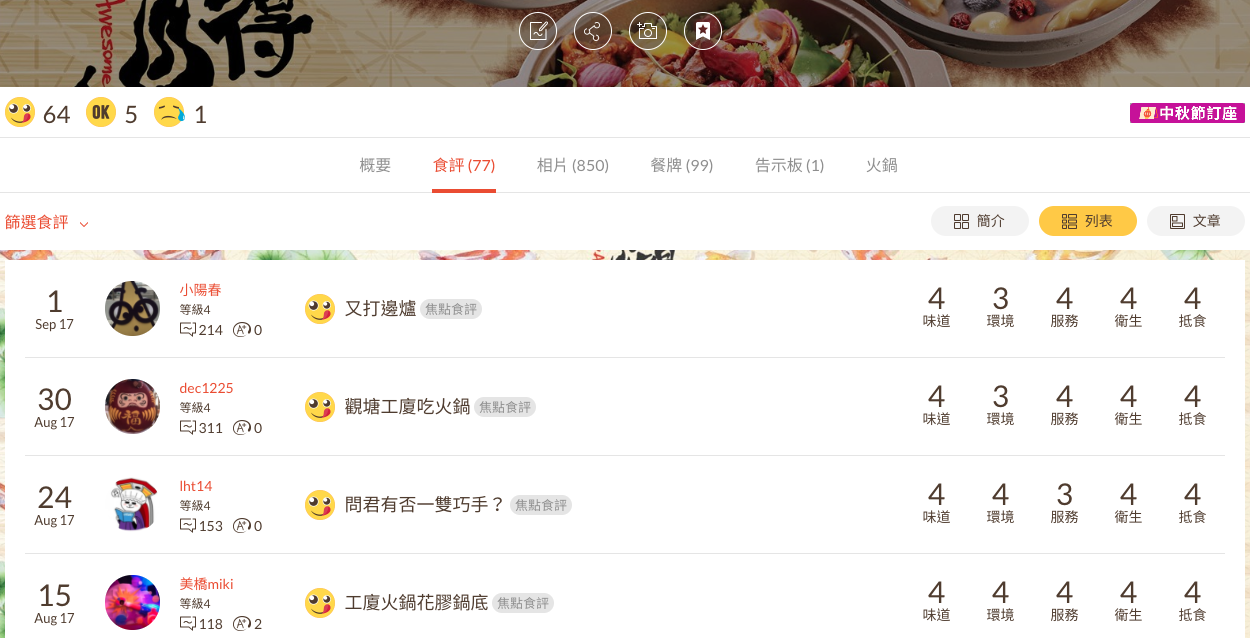 得
Awesome
64 OK 5 1
中秋節訂座
概要 食評 (77) 相片 (850) 餐牌 (99) 告示板 (1) 火鍋
篩選食評 簡介 列表 文章
1
Sep 17
小陽春
等級4
214 0
又打邊爐 焦點食評
4 3 4 4 4
味道 環境 服務 衛生 抵食
30
Aug 17
dec1225
等級4
311 0
觀塘工廈吃火鍋 焦點食評
4 3 4 4 4
味道 環境 服務 衛生 抵食
24
Aug 17
lht14
等級4
153 0
問君有否一雙巧手？ 焦點食評
4 4 3 4 4
味道 環境 服務 衛生 抵食
15
Aug 17
美橋miki
等級4
118 2
工廈火鍋花膠鍋底 焦點食評
4 4 4 4 4
味道 環境 服務 衛生 抵食